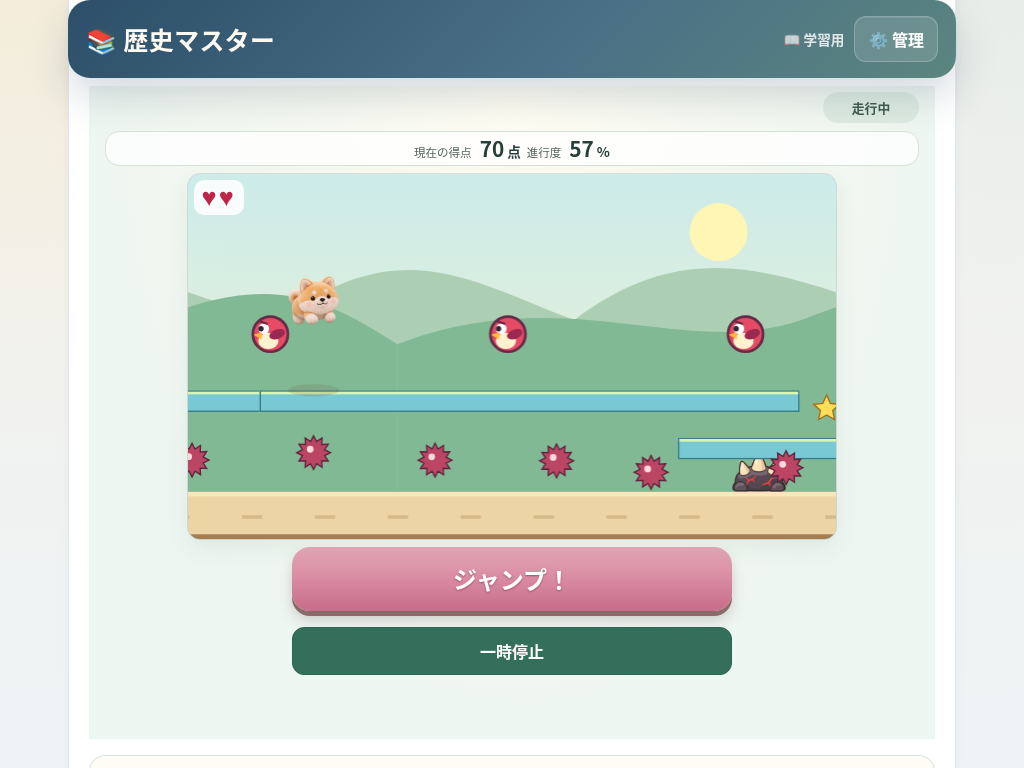 📚 歴史マスター
📖 学習用
⚙️ 管理
走行中
現在の得点 70 点 進行度 57 %
ジャンプ！
一時停止